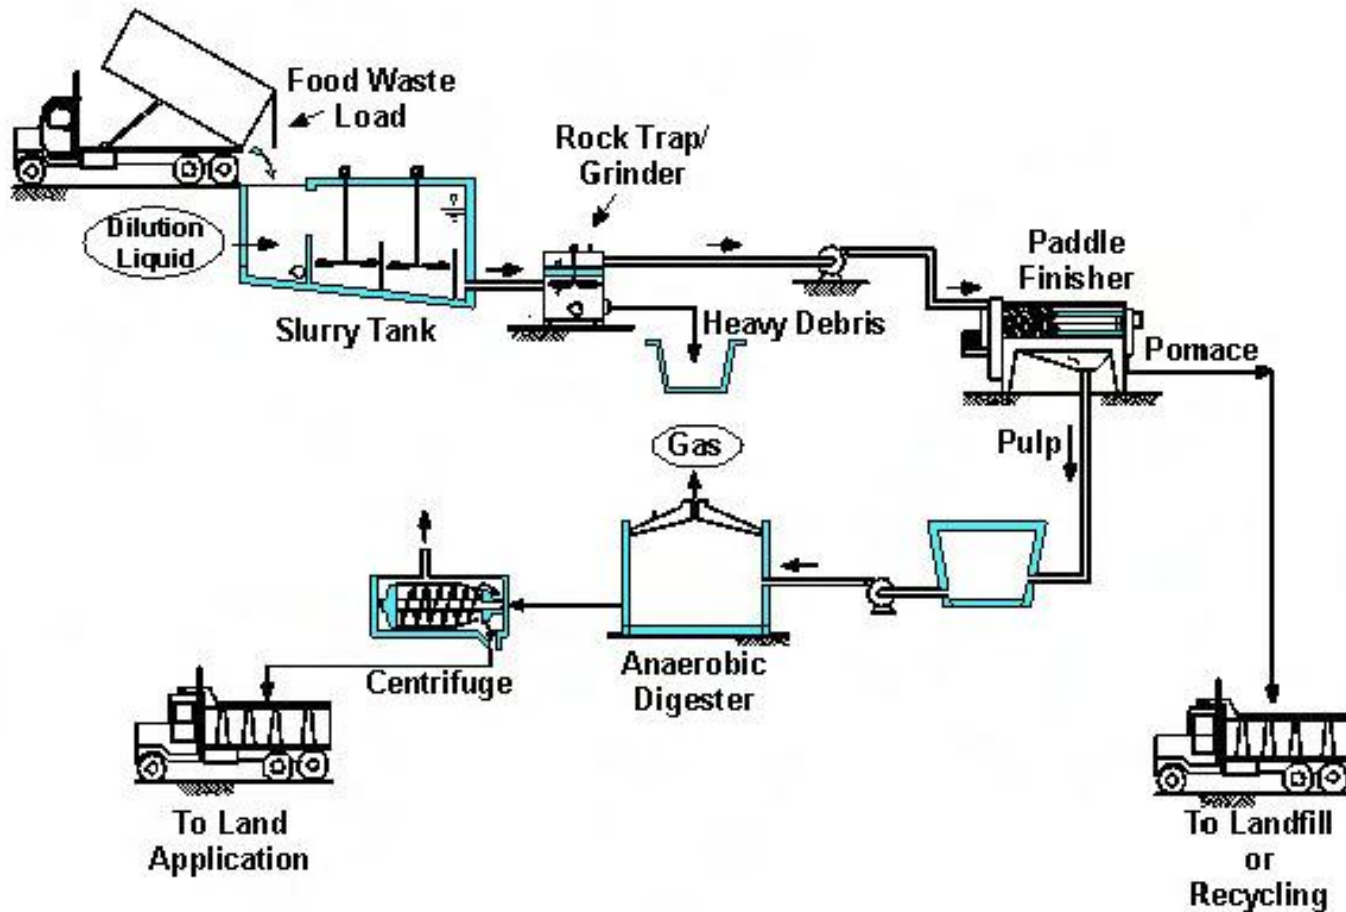 Food Waste
Load
Rock Trap/
Grinder
Dilution
Liquid
Paddle
Finisher
Slurry Tank
Heavy Debris
Pomace
Gas
Pulp
Anaerobic
Digester
Centrifuge
To Land
Application
To Landfill
or
Recycling